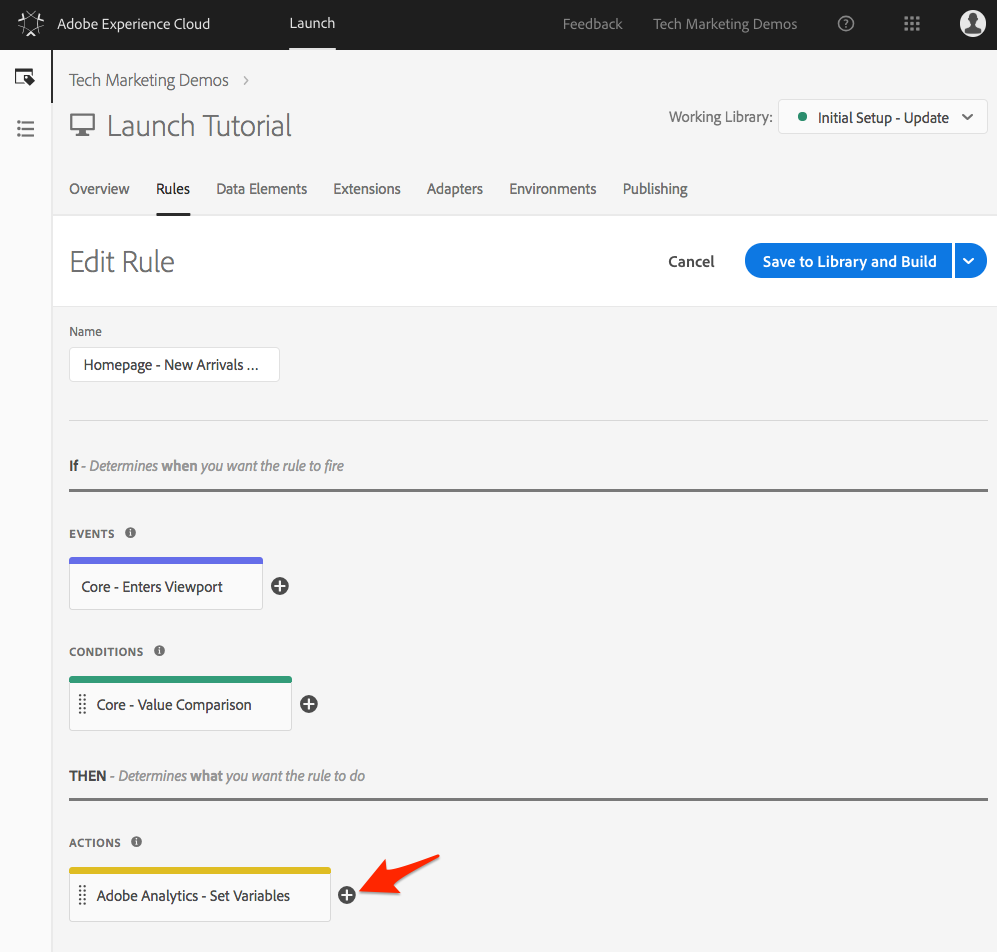 Adobe Experience Cloud Launch Feedback Tech Marketing Demos
Tech Marketing Demos
Launch Tutorial
Working Library: Initial Setup - Update
Overview Rules Data Elements Extensions Adapters Environments Publishing
Edit Rule
Cancel Save to Library and Build
Name
Homepage - New Arrivals ...
If - Determines when you want the rule to fire
EVENTS
Core - Enters Viewport
CONDITIONS
Core - Value Comparison
THEN - Determines what you want the rule to do
ACTIONS
Adobe Analytics - Set Variables